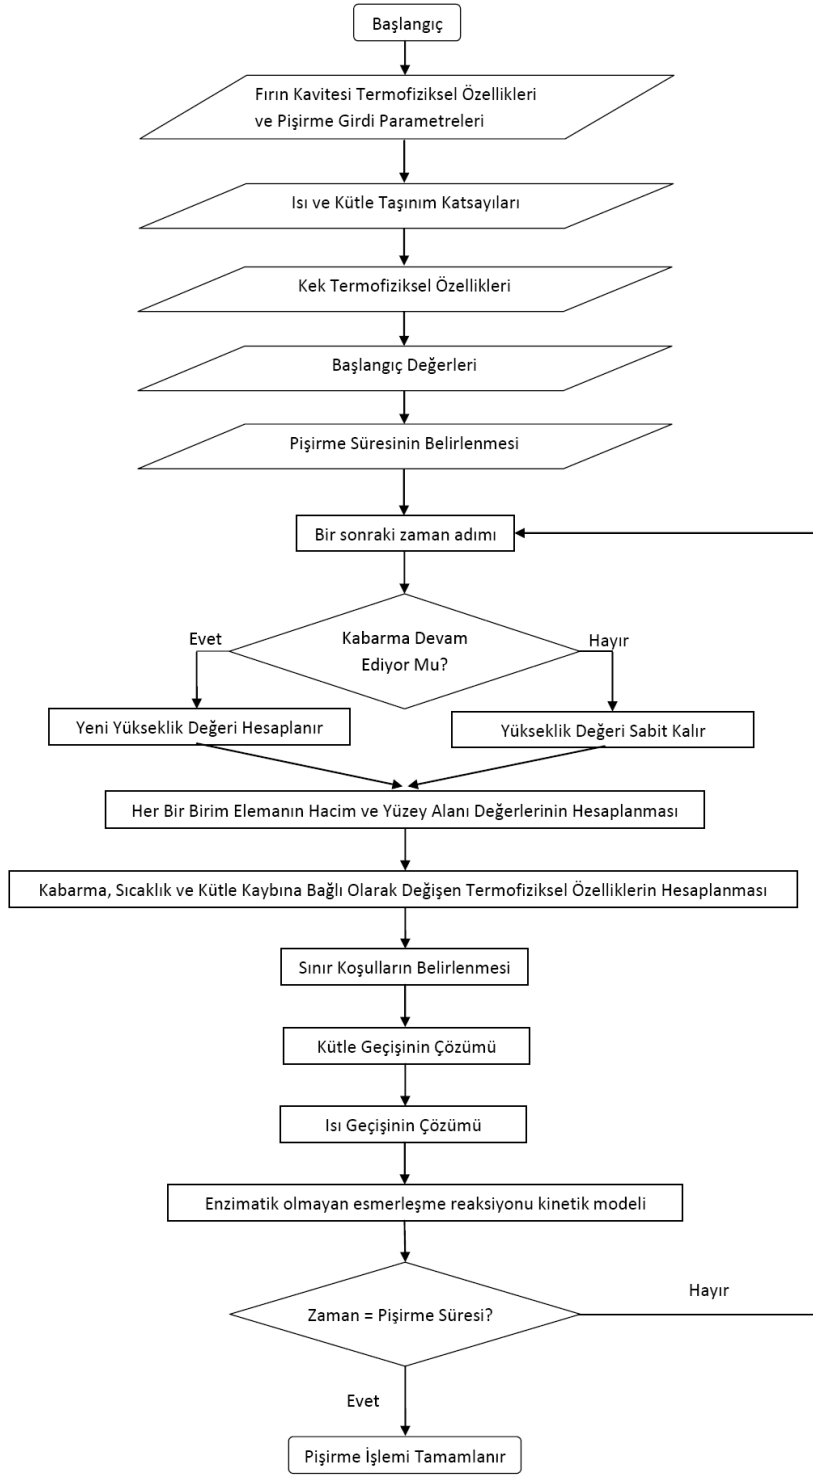 Başlangıç
Fırın Kavitesi Termofiziksel Özellikleri
ve Pişirme Girdi Parametreleri
Isı ve Kütle Taşınım Katsayıları
Kek Termofiziksel Özellikleri
Başlangıç Değerleri
Pişirme Süresinin Belirlenmesi
Bir sonraki zaman adımı
Kabarma Devam
Ediyor Mu?
Evet
Hayır
Yeni Yükseklik Değeri Hesaplanır
Yükseklik Değeri Sabit Kalır
Her Bir Birim Elemanın Hacim ve Yüzey Alanı Değerlerinin Hesaplanması
Kabarma, Sıcaklık ve Kütle Kaybına Bağlı Olarak Değişen Termofiziksel Özelliklerin Hesaplanması
Sınır Koşulların Belirlenmesi
Kütle Geçişinin Çözümü
Isı Geçişinin Çözümü
Enzimatik olmayan esmerleşme reaksiyonu kinetik modeli
Zaman = Pişirme Süresi?
Hayır
Evet
Pişirme İşlemi Tamamlanır